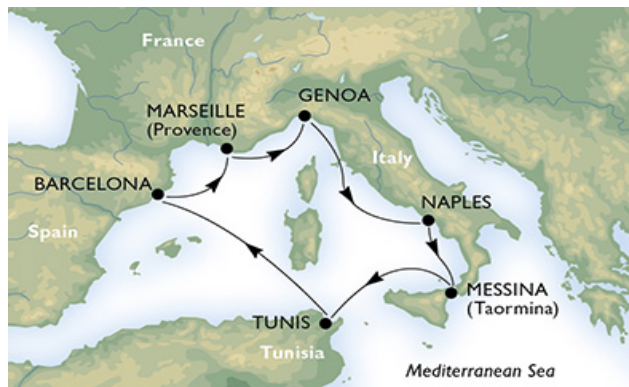 France
GENOA
MARSEILLE
(Provence)
Italy
BARCELONA
NAPLES
Spain
MESSINA
(Taormina)
TUNIS
Tunisia
Mediterranean Sea